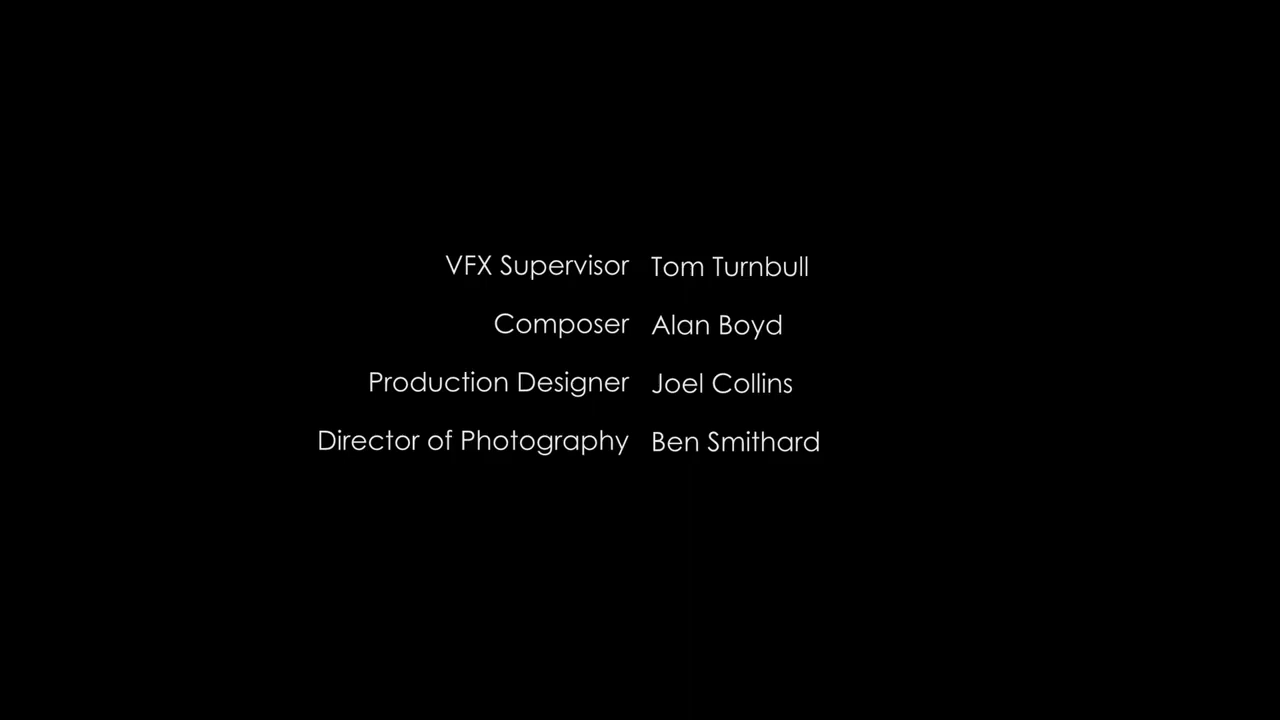 VFX Supervisor Tom Turnbull
Composer Alan Boyd
Production Designer Joel Collins
Director of Photography Ben Smithard